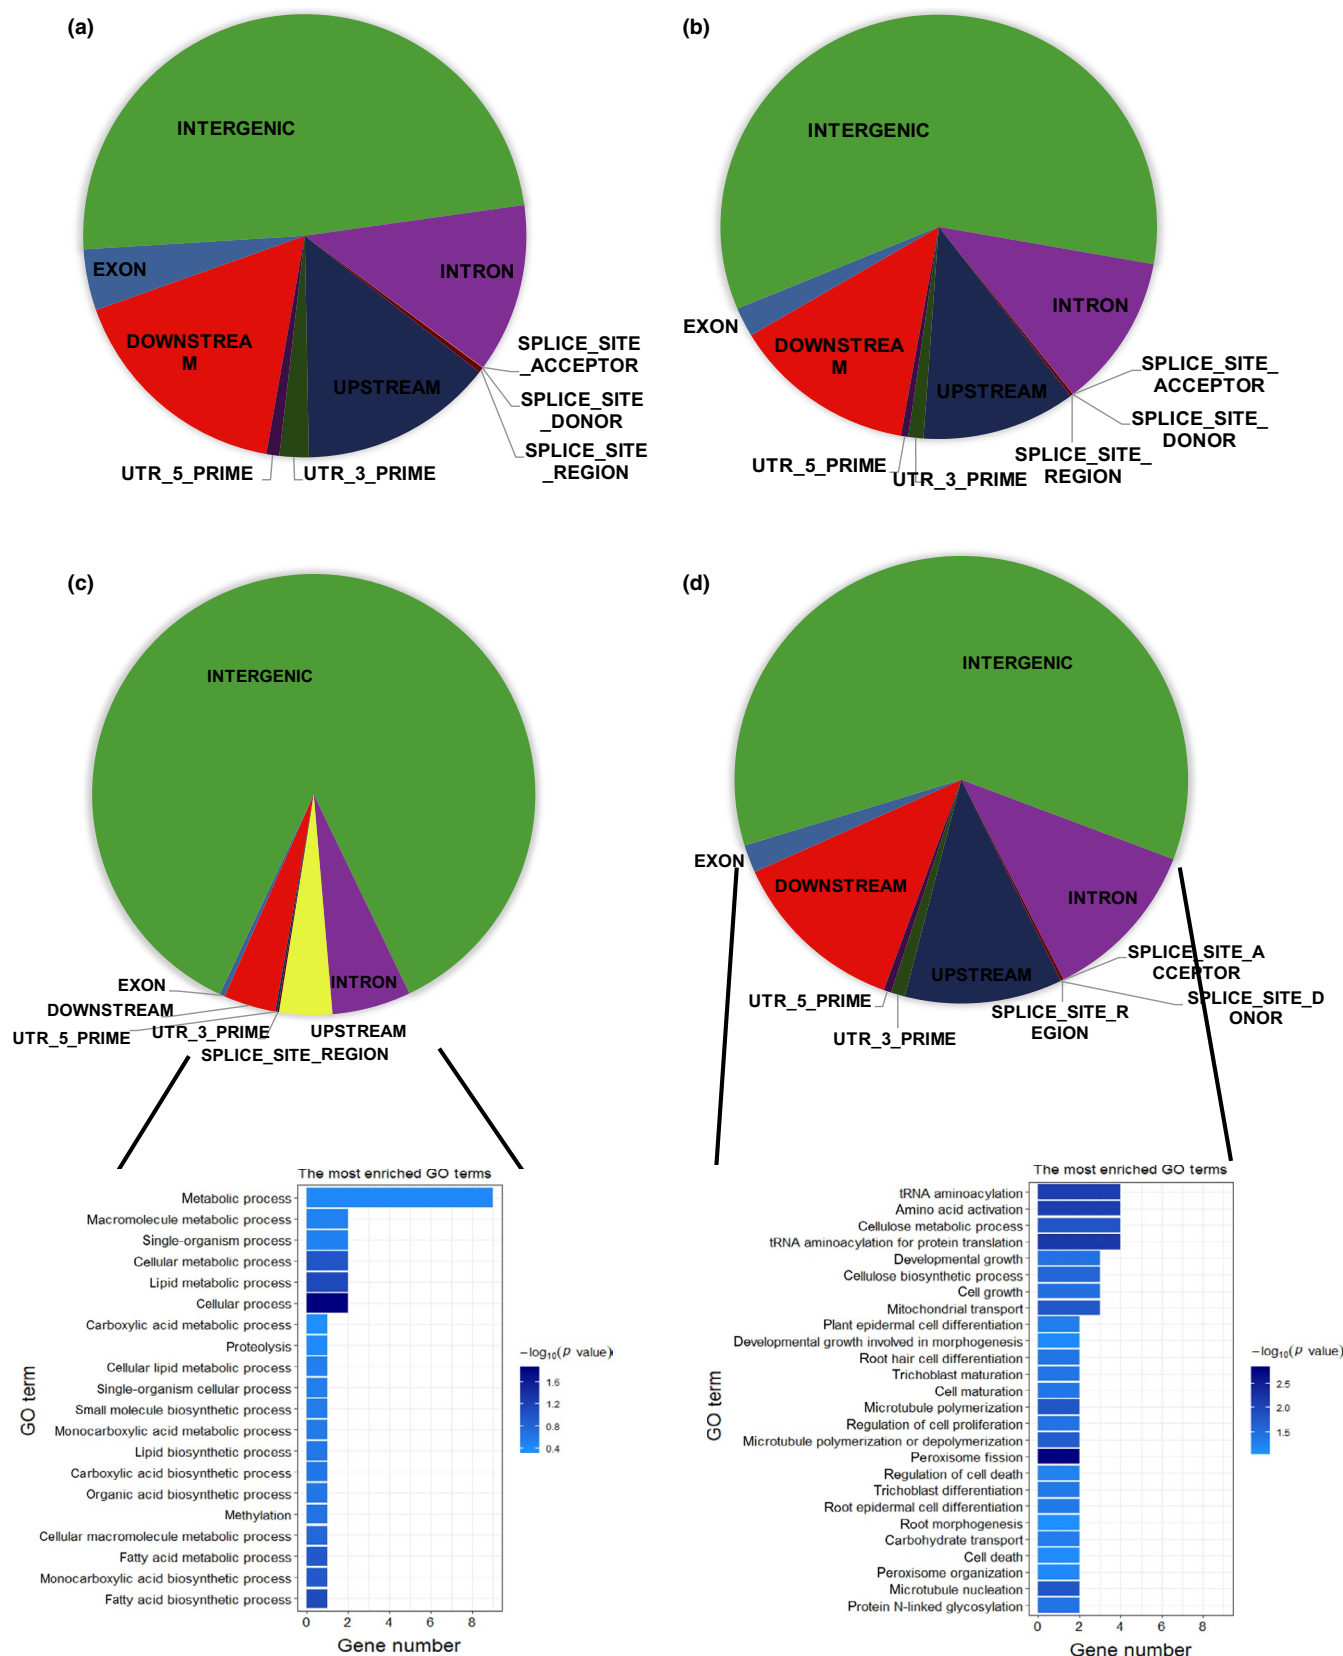 (a)
INTERGENIC
EXON
INTRON
DOWNSTREA
M
UPSTREAM
SPLICE_SITE
_ACCEPTOR
SPLICE_SITE
_DONOR
SPLICE_SITE
_REGION
UTR_5_PRIME
UTR_3_PRIME
(b)
INTERGENIC
EXON
INTRON
DOWNSTREA
M
UPSTREAM
SPLICE_SITE_
ACCEPTOR
SPLICE_SITE_
DONOR
SPLICE_SITE_
REGION
UTR_5_PRIME
UTR_3_PRIME
(c)
INTERGENIC
INTRON
EXON
DOWNSTREAM
UTR_5_PRIME
UTR_3_PRIME
UPSTREAM
SPLICE_SITE_REGION
(d)
INTERGENIC
EXON
DOWNSTREAM
INTRON
UPSTREAM
SPLICE_SITE_A
CCEPTOR
SPLICE_SITE_D
ONOR
SPLICE_SITE_R
EGION
UTR_5_PRIME
UTR_3_PRIME
The most enriched GO terms
Metabolic process
Macromolecule metabolic process
Single-organism process
Cellular metabolic process
Lipid metabolic process
Cellular process
Carboxylic acid metabolic process
Proteolysis
Cellular lipid metabolic process
Single-organism cellular process
Small molecule biosynthetic process
Monocarboxylic acid metabolic process
Lipid biosynthetic process
Carboxylic acid biosynthetic process
Organic acid biosynthetic process
Methylation
Cellular macromolecule metabolic process
Fatty acid metabolic process
Monocarboxylic acid biosynthetic process
Fatty acid biosynthetic process
GO term
0 2 4 6 8
Gene number
−log₁₀(p value)
1.6
1.2
0.8
0.4
The most enriched GO terms
tRNA aminoacylation
Amino acid activation
Cellulose metabolic process
tRNA aminoacylation for protein translation
Developmental growth
Cellulose biosynthetic process
Cell growth
Mitochondrial transport
Plant epidermal cell differentiation
Developmental growth involved in morphogenesis
Root hair cell differentiation
Trichoblast maturation
Cell maturation
Microtubule polymerization
Regulation of cell proliferation
Microtubule polymerization or depolymerization
Peroxisome fission
Regulation of cell death
Trichoblast differentiation
Root epidermal cell differentiation
Root morphogenesis
Carbohydrate transport
Cell death
Peroxisome organization
Microtubule nucleation
Protein N-linked glycosylation
GO term
0 2 4 6 8
Gene number
−log₁₀(p value)
2.5
2.0
1.5